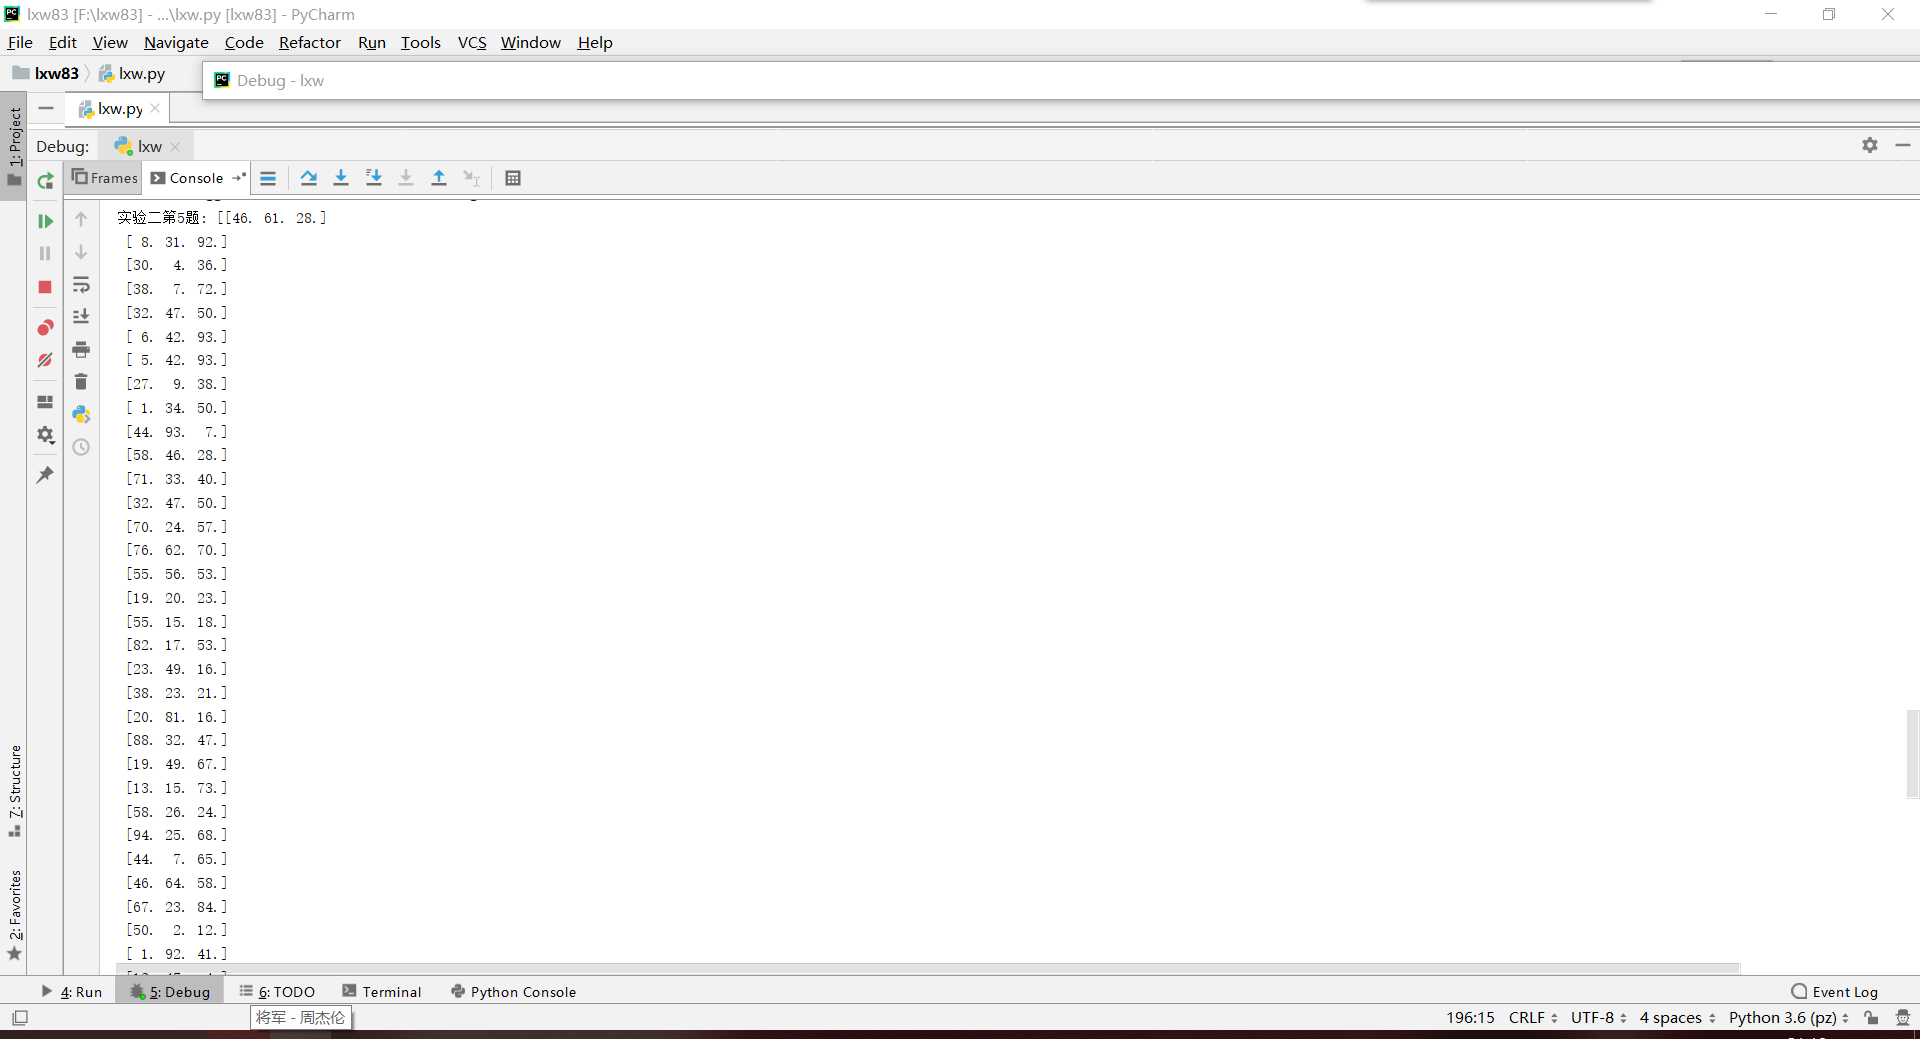 lxw83 [F:\lxw83] - ...\lxw.py [lxw83] - PyCharm
File Edit View Navigate Code Refactor Run Tools VCS Window Help
lxw83 lxw.py
Debug - lxw
lxw.py
1: Project
Debug: lxw
Frames Console
实验二第5题: [[46. 61. 28.]
[ 8. 31. 92.]
[30.  4. 36.]
[38.  7. 72.]
[32. 47. 50.]
[ 6. 42. 93.]
[ 5. 42. 93.]
[27.  9. 38.]
[ 1. 34. 50.]
[44. 93.  7.]
[58. 46. 28.]
[71. 33. 40.]
[32. 47. 50.]
[70. 24. 57.]
[76. 62. 70.]
[55. 56. 53.]
[19. 20. 23.]
[55. 15. 18.]
[82. 17. 53.]
[23. 49. 16.]
[38. 23. 21.]
[20. 81. 16.]
[88. 32. 47.]
[19. 49. 67.]
[13. 15. 73.]
[58. 26. 24.]
[94. 25. 68.]
[44.  7. 65.]
[46. 64. 58.]
[67. 23. 84.]
[50.  2. 12.]
[ 1. 92. 41.]
7: Structure
2: Favorites
4: Run 5: Debug 6: TODO Terminal Python Console Event Log
将军 - 周杰伦
196:15 CRLF UTF-8 4 spaces Python 3.6 (pz)